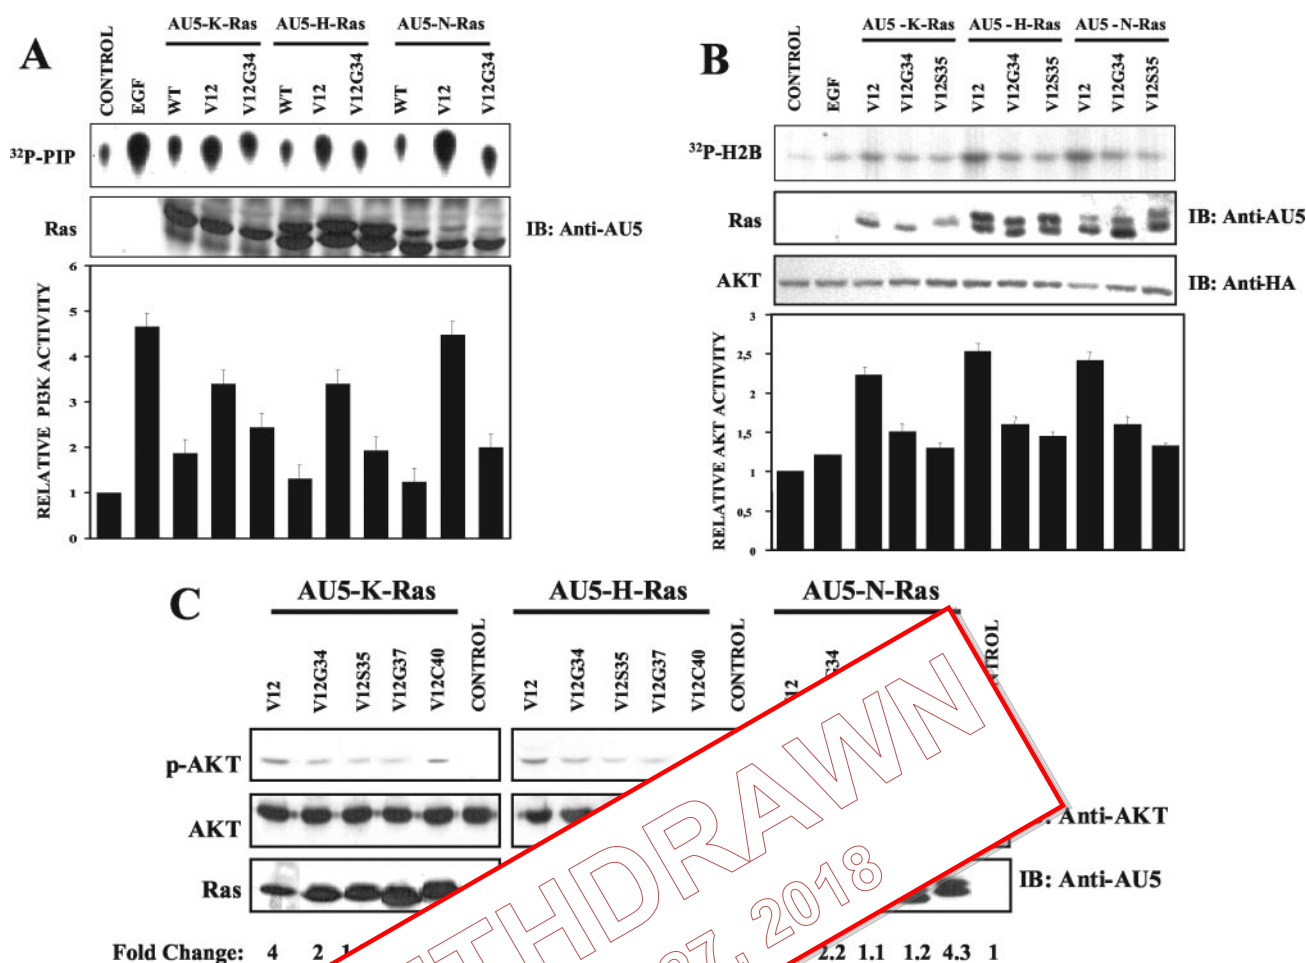 A
AU5-K-Ras AU5-H-Ras AU5-N-Ras
CONTROL EGF WT V12 V12G34 WT V12 V12G34 WT V12 V12G34
32P-PIP
Ras IB: Anti-AU5
RELATIVE PI3K ACTIVITY
6
5
4
3
2
1
0
B
AU5-K-Ras AU5-H-Ras AU5-N-Ras
CONTROL EGF V12 V12G34 V12S35 V12 V12G34 V12S35 V12 V12G34 V12S35
32P-H2B
Ras IB: Anti-AU5
AKT IB: Anti-HA
RELATIVE AKT ACTIVITY
3
2,5
2
1,5
1
0,5
0
C
AU5-K-Ras AU5-H-Ras AU5-N-Ras
V12 V12G34 V12S35 V12G37 V12C40 CONTROL V12 V12G34 V12S35 V12G37 V12C40 CONTROL
p-AKT
AKT Anti-AKT
Ras IB: Anti-AU5
Fold Change: 4 2 1 2.2 1.1 1.2 4.3 1
THDRAWN
27, 2018